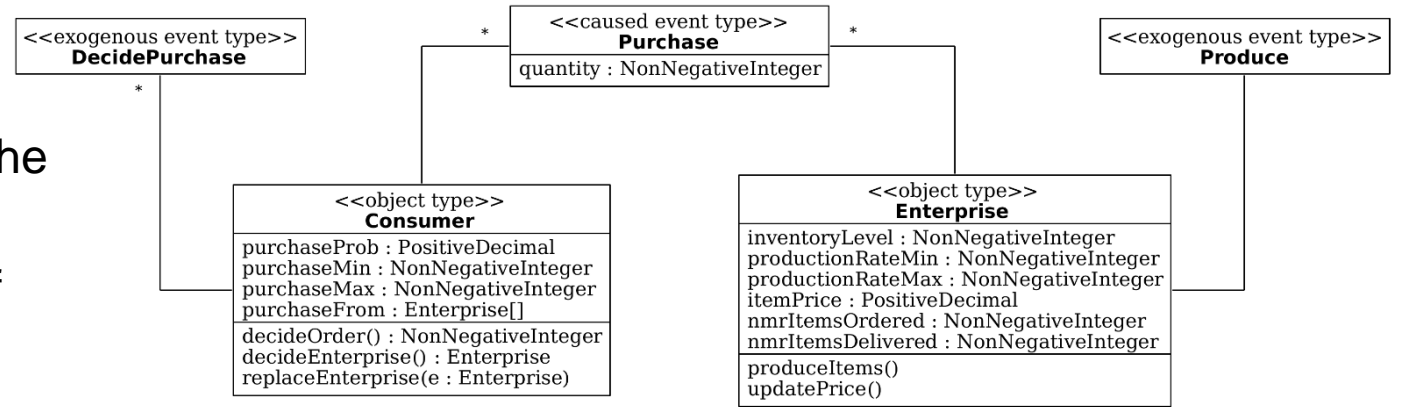 <<exogenous event type>>
DecidePurchase
*
<<caused event type>>
Purchase
quantity : NonNegativeInteger
*
*
<<exogenous event type>>
Produce
he
<<object type>>
Consumer
purchaseProb : PositiveDecimal
purchaseMin : NonNegativeInteger
purchaseMax : NonNegativeInteger
purchaseFrom : Enterprise[]
decideOrder() : NonNegativeInteger
decideEnterprise() : Enterprise
replaceEnterprise(e : Enterprise)
<<object type>>
Enterprise
inventoryLevel : NonNegativeInteger
productionRateMin : NonNegativeInteger
productionRateMax : NonNegativeInteger
itemPrice : PositiveDecimal
nmrItemsOrdered : NonNegativeInteger
nmrItemsDelivered : NonNegativeInteger
produceItems()
updatePrice()